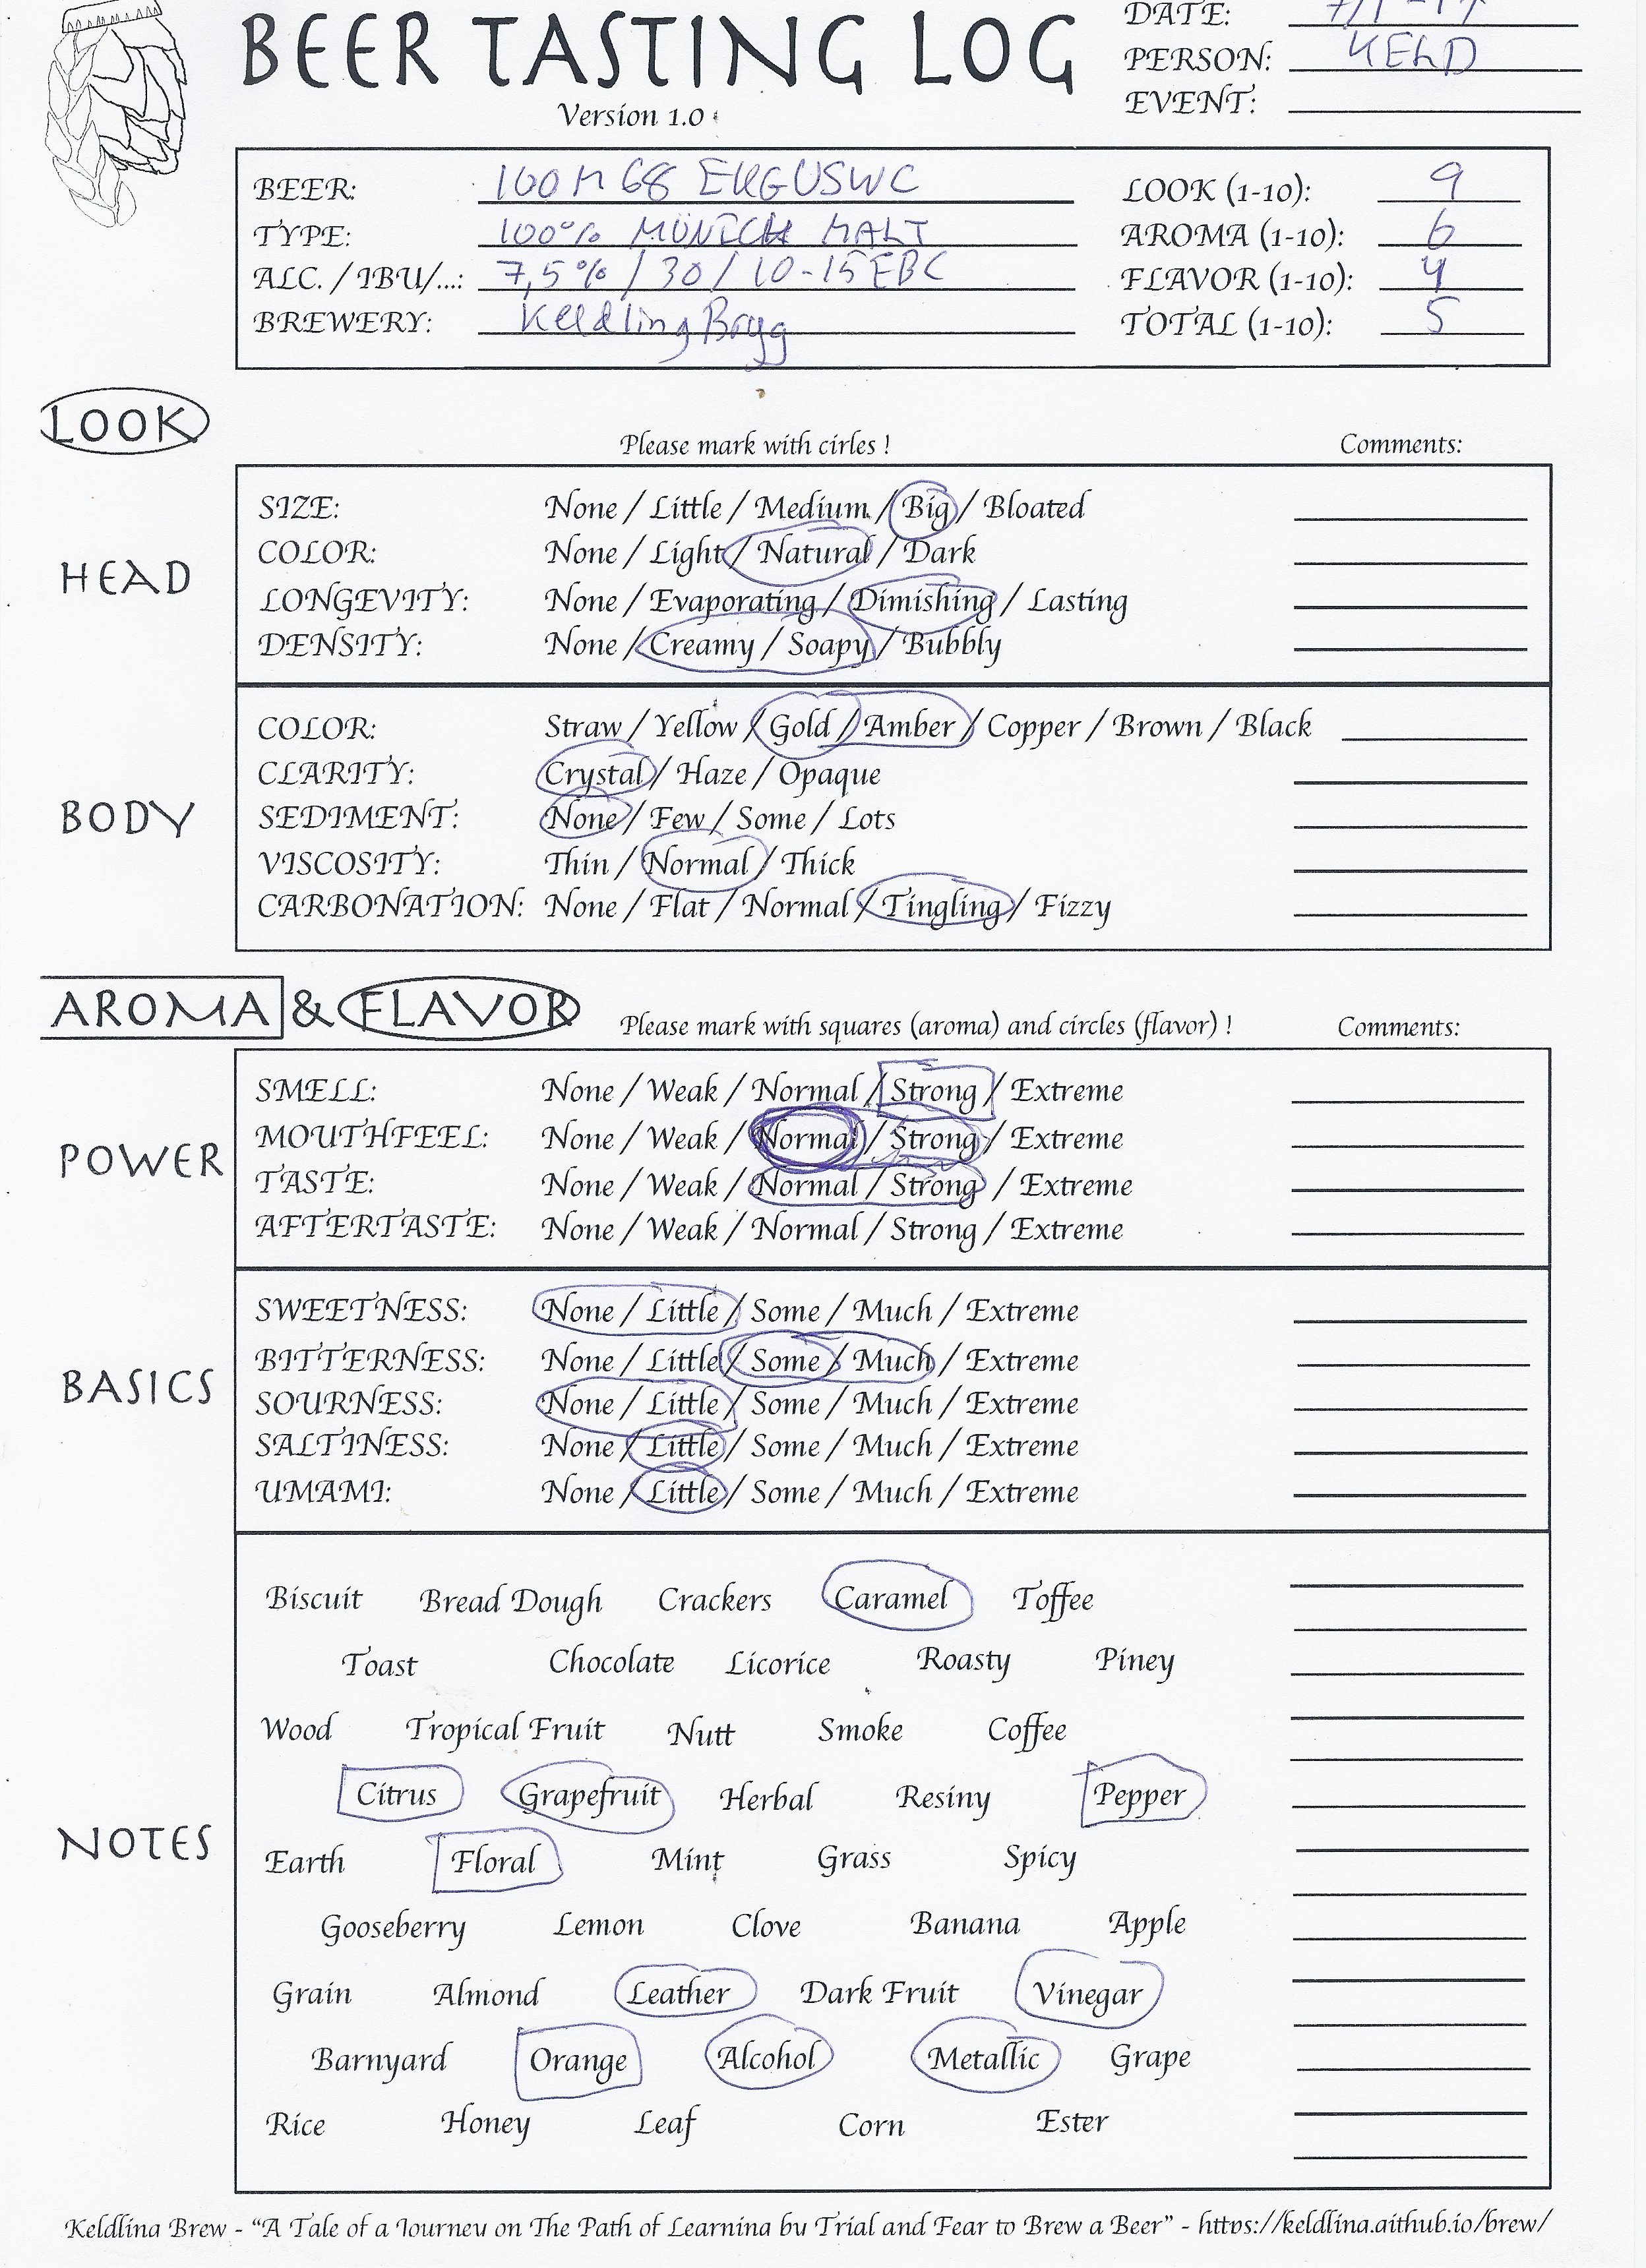 BEER TASTING LOG
Version 1.0
DATE:
PERSON: KELD
EVENT:
BEER: 100M68 EKGUSWC
TYPE: 100% MUNICH MALT
ALC. / IBU/...: 7,5% / 30 / 10-15 EBC
BREWERY: Keldling Brygg
LOOK (1-10): 9
AROMA (1-10): 6
FLAVOR (1-10): 4
TOTAL (1-10): 5
LOOK
Please mark with cirles !
Comments:
HEAD
SIZE: None / Little / Medium / Big / Bloated
COLOR: None / Light / Natural / Dark
LONGEVITY: None / Evaporating / Dimishing / Lasting
DENSITY: None / Creamy / Soapy / Bubbly
BODY
COLOR: Straw / Yellow / Gold / Amber / Copper / Brown / Black
CLARITY: Crystal / Haze / Opaque
SEDIMENT: None / Few / Some / Lots
VISCOSITY: Thin / Normal / Thick
CARBONATION: None / Flat / Normal / Tingling / Fizzy
AROMA & FLAVOR
Please mark with squares (aroma) and circles (flavor) !
Comments:
POWER
SMELL: None / Weak / Normal / Strong / Extreme
MOUTHFEEL: None / Weak / Normal / Strong / Extreme
TASTE: None / Weak / Normal / Strong / Extreme
AFTERTASTE: None / Weak / Normal / Strong / Extreme
BASICS
SWEETNESS: None / Little / Some / Much / Extreme
BITTERNESS: None / Little / Some / Much / Extreme
SOURNESS: None / Little / Some / Much / Extreme
SALTINESS: None / Little / Some / Much / Extreme
UMAMI: None / Little / Some / Much / Extreme
NOTES
Biscuit Bread Dough Crackers Caramel Toffee
Toast Chocolate Licorice Roasty Piney
Wood Tropical Fruit Nutt Smoke Coffee
Citrus Grapefruit Herbal Resiny Pepper
Earth Floral Mint Grass Spicy
Gooseberry Lemon Clove Banana Apple
Grain Almond Leather Dark Fruit Vinegar
Barnyard Orange Alcohol Metallic Grape
Rice Honey Leaf Corn Ester
Keldling Brew - "A Tale of a Journey on The Path of Learning by Trial and Fear to Brew a Beer" - https://keldling.github.io/brew/